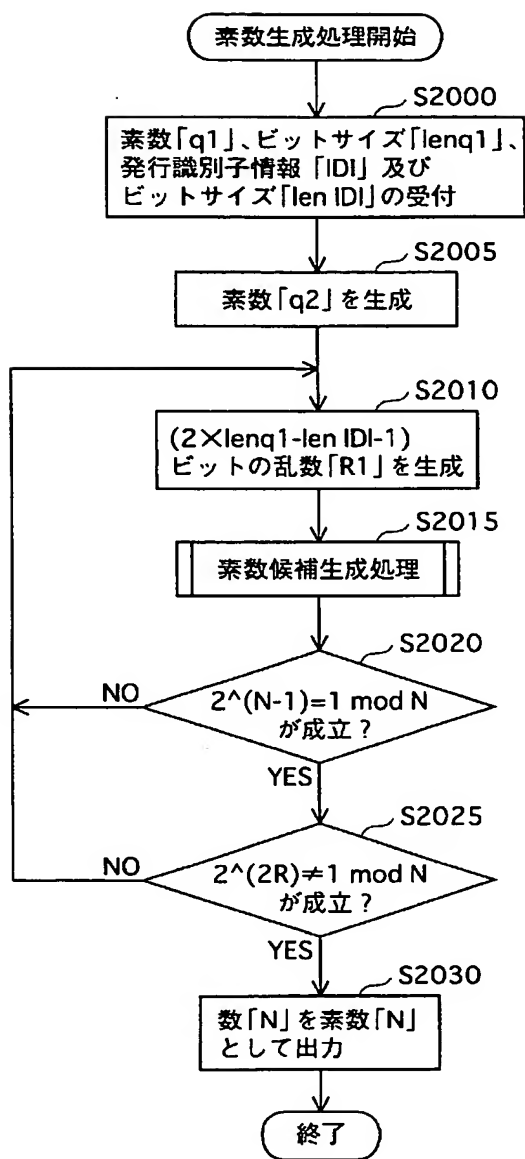 素数生成処理開始
S2000
素数「q1」、ビットサイズ「lenq1」、
発行識別子情報「IDI」及び
ビットサイズ「len IDI」の受付
S2005
素数「q2」を生成
S2010
(2×lenq1-len IDI-1)
ビットの乱数「R1」を生成
S2015
素数候補生成処理
S2020
NO
2^(N-1)=1 mod N
が成立？
YES
S2025
NO
2^(2R)≠1 mod N
が成立？
YES
S2030
数「N」を素数「N」
として出力
終了